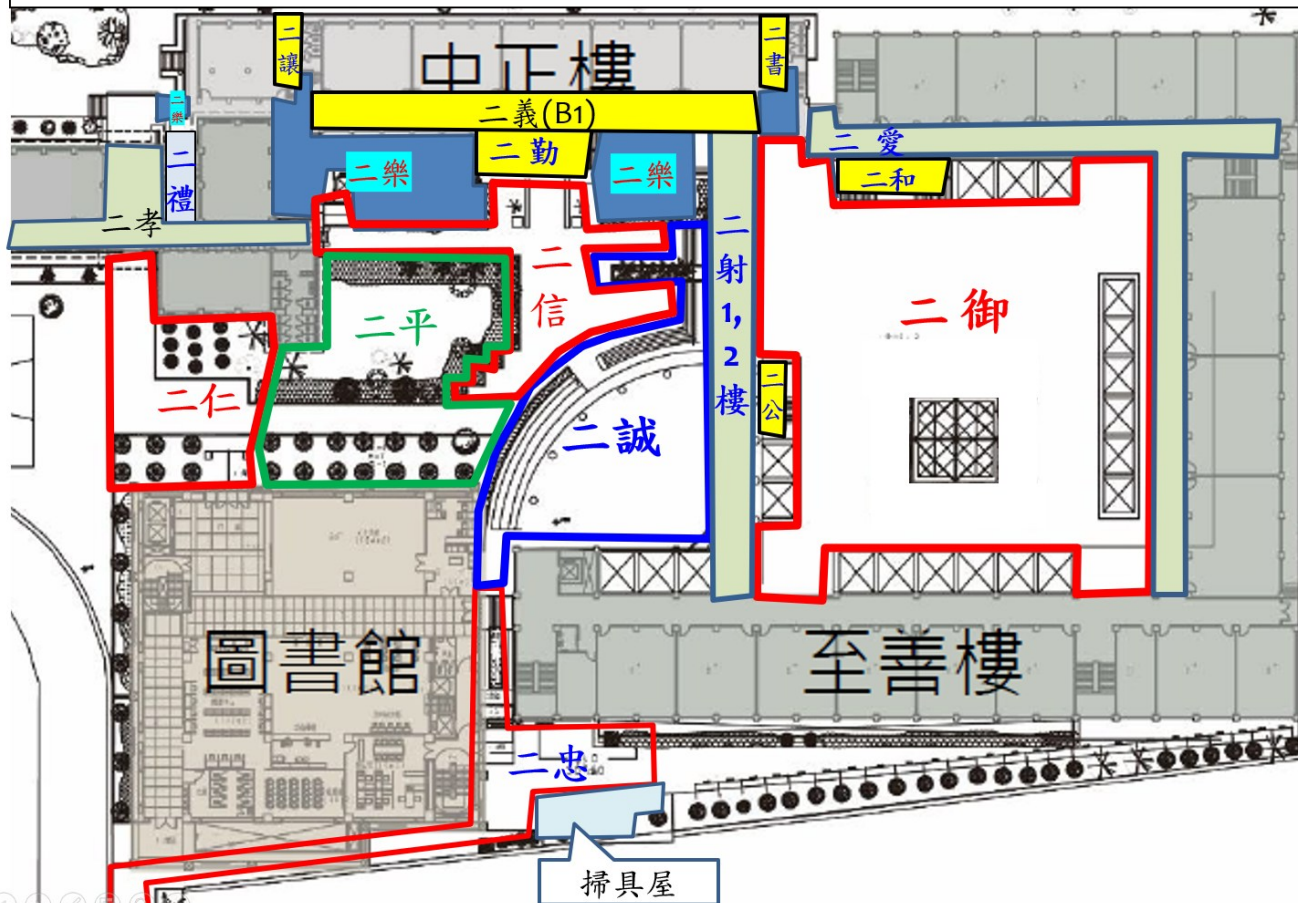 二讓
中正樓
二書
二義(B1)
二樂
二禮
二勤
二樂
二樂
二愛
二和
二孝
二信
二射1,2樓
二平
二御
二仁
二公
二誠
圖書館
至善樓
二忠
掃具屋